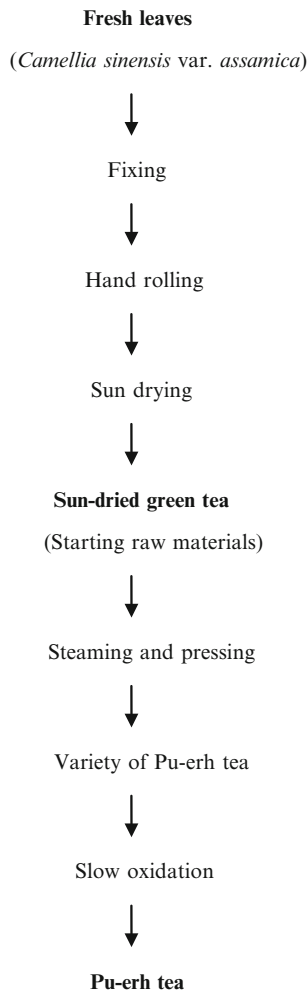 Fresh leaves
(Camellia sinensis var. assamica)
Fixing
Hand rolling
Sun drying
Sun-dried green tea
(Starting raw materials)
Steaming and pressing
Variety of Pu-erh tea
Slow oxidation
Pu-erh tea